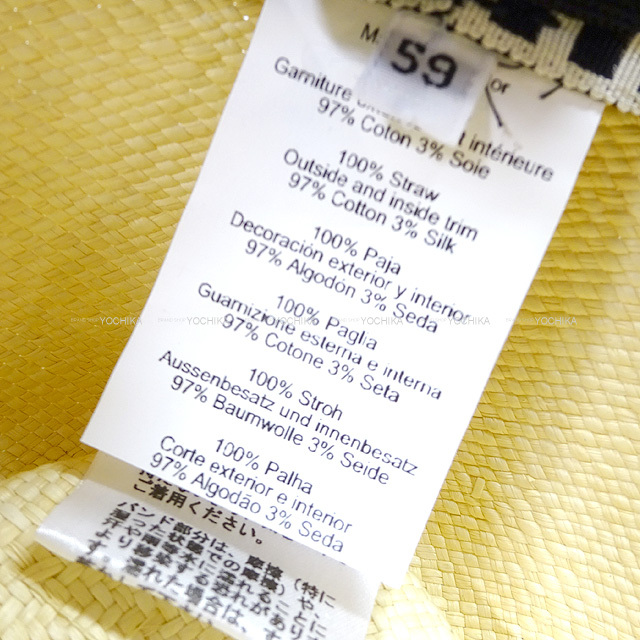 59
Garniture
intérieure
97% Coton 3% Soie
100% Straw
Outside and inside trim
97% Cotton 3% Silk
100% Paja
Decoración exterior y interior
97% Algodón 3% Seda
100% Paglia
Guarnizione esterna e interna
97% Cotone 3% Seta
100% Stroh
Aussenbesatz und innenbesatz
97% Baumwolle 3% Seide
100% Palha
Corte exterior e interior
97% Algodão 3% Seda
ご着用ください。
YOCHIKA YOCHIKA YOCHIKA YOCHIKA YOCHIKA